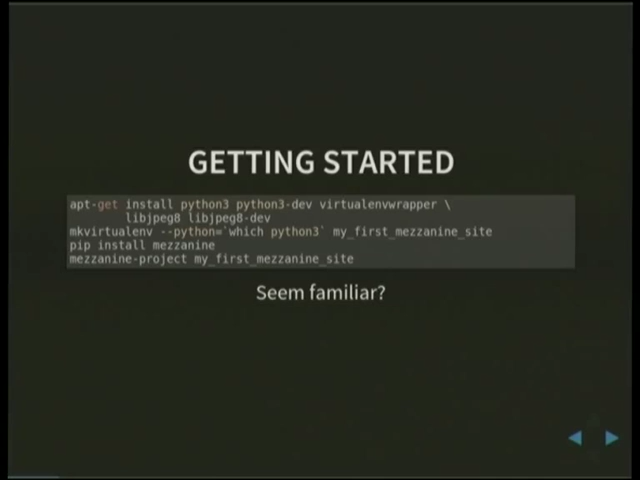 GETTING STARTED
apt-get install python3 python3-dev virtualenvwrapper \
libjpeg8 libjpeg8-dev
mkvirtualenv --python=`which python3` my_first_mezzanine_site
pip install mezzanine
mezzanine-project my_first_mezzanine_site
Seem familiar?